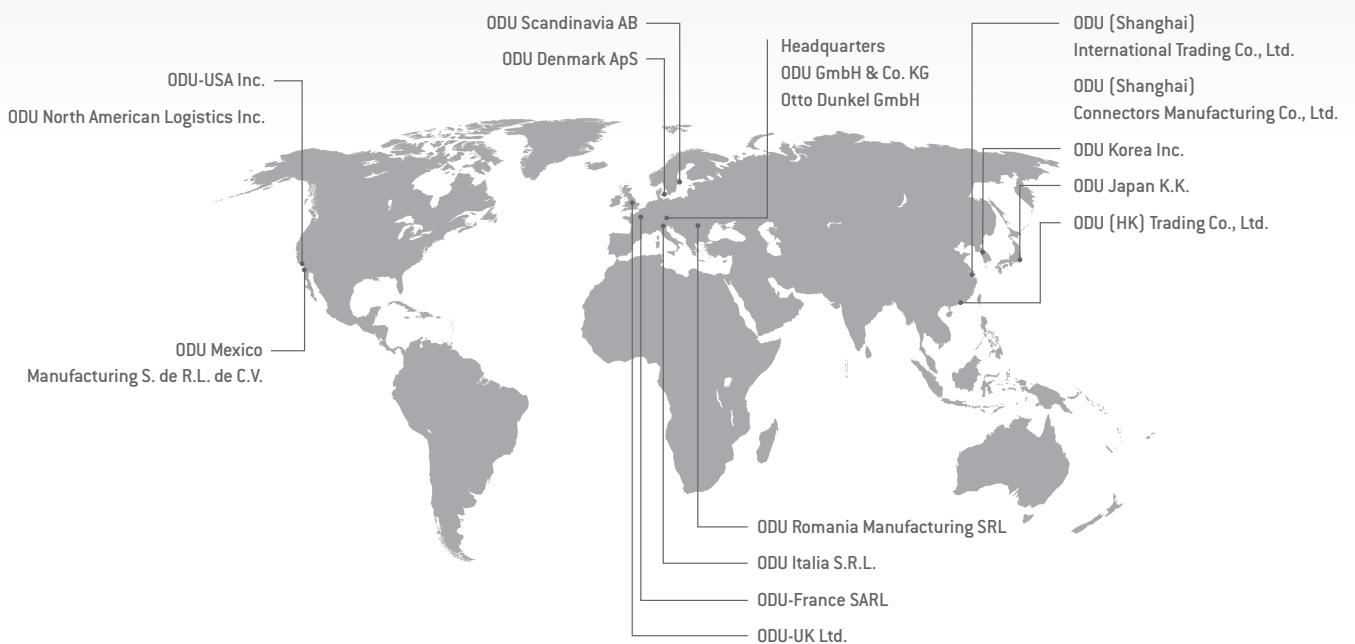 ODU Scandinavia AB
ODU Denmark ApS
ODU-USA Inc.
ODU North American Logistics Inc.
ODU Mexico
Manufacturing S. de R.L. de C.V.
Headquarters
ODU GmbH & Co. KG
Otto Dunkel GmbH
ODU (Shanghai)
International Trading Co., Ltd.
ODU (Shanghai)
Connectors Manufacturing Co., Ltd.
ODU Korea Inc.
ODU Japan K.K.
ODU (HK) Trading Co., Ltd.
ODU Romania Manufacturing SRL
ODU Italia S.R.L.
ODU-France SARL
ODU-UK Ltd.